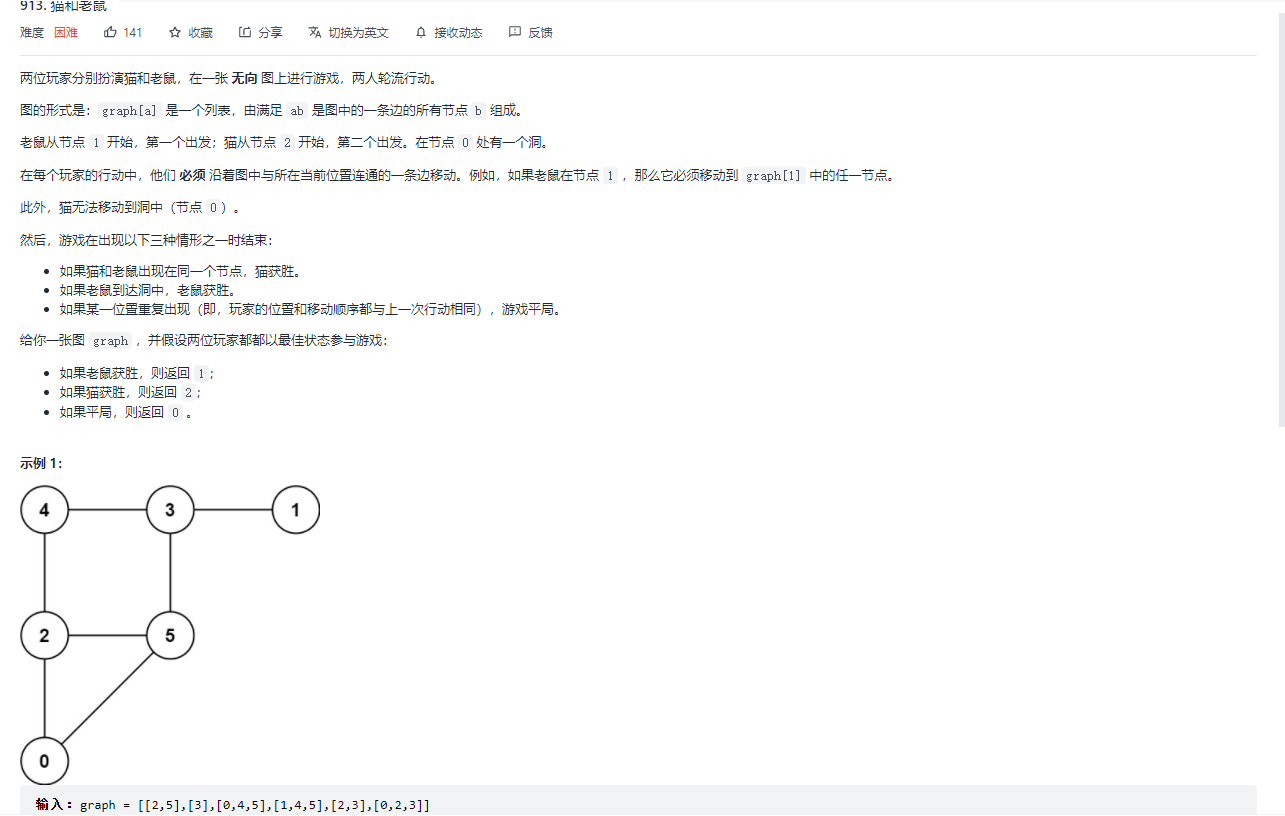 913. 猫和老鼠
难度 困难 141 收藏 分享 切换为英文 接收动态 反馈
两位玩家分别扮演猫和老鼠，在一张 无向 图上进行游戏，两人轮流行动。
图的形式是：graph[a] 是一个列表，由满足 ab 是图中的一条边的所有节点 b 组成。
老鼠从节点 1 开始，第一个出发；猫从节点 2 开始，第二个出发。在节点 0 处有一个洞。
在每个玩家的行动中，他们 必须 沿着图中与所在当前位置连通的一条边移动。例如，如果老鼠在节点 1 ，那么它必须移动到 graph[1] 中的任一节点。
此外，猫无法移动到洞中（节点 0）。
然后，游戏在出现以下三种情形之一时结束：
• 如果猫和老鼠出现在同一个节点，猫获胜。
• 如果老鼠到达洞中，老鼠获胜。
• 如果某一位置重复出现（即，玩家的位置和移动顺序都与上一次行动相同），游戏平局。
给你一张图 graph ，并假设两位玩家都都以最佳状态参与游戏：
• 如果老鼠获胜，则返回 1；
• 如果猫获胜，则返回 2；
• 如果平局，则返回 0 。
示例 1：
4 3 1
2 5
0
输入：graph = [[2,5],[3],[0,4,5],[1,4,5],[2,3],[0,2,3]]